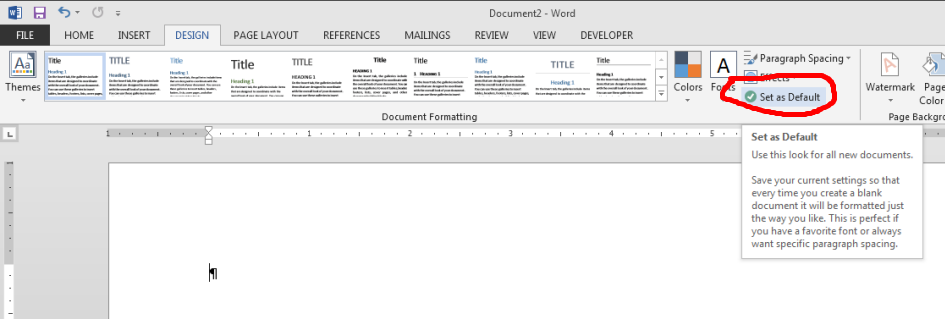 Document2 - Word
FILE HOME INSERT DESIGN PAGE LAYOUT REFERENCES MAILINGS REVIEW VIEW DEVELOPER
Aa
Themes
Title
Heading 1
TITLE
Heading 1
Title
Heading 1
Title
Heading 1
Title
HEADING 1
Title
Heading 1
Title
1 Heading 1
TITLE
Heading 1
TITLE
HEADING 1
Title
Heading 1
Colors
A
Fonts
Paragraph Spacing
Effects
Set as Default
Watermark
Page
Color
Document Formatting
Page Backg
L
1 1 2 3 4 5
Set as Default
Use this look for all new documents.
Save your current settings so that
every time you create a blank
document it will be formatted just
the way you like. This is perfect if
you have a favorite font or always
want specific paragraph spacing.
¶